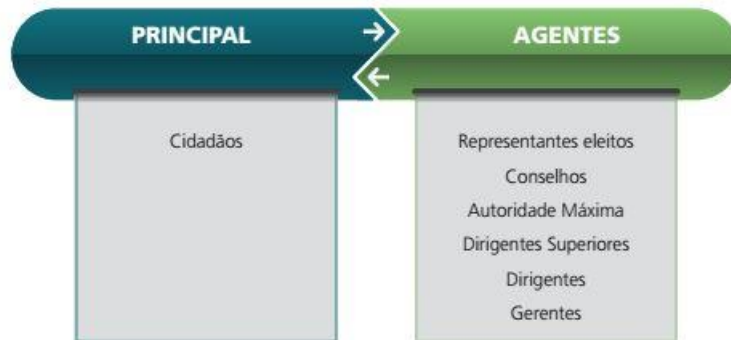 PRINCIPAL
AGENTES
Cidadãos
Representantes eleitos
Conselhos
Autoridade Máxima
Dirigentes Superiores
Dirigentes
Gerentes